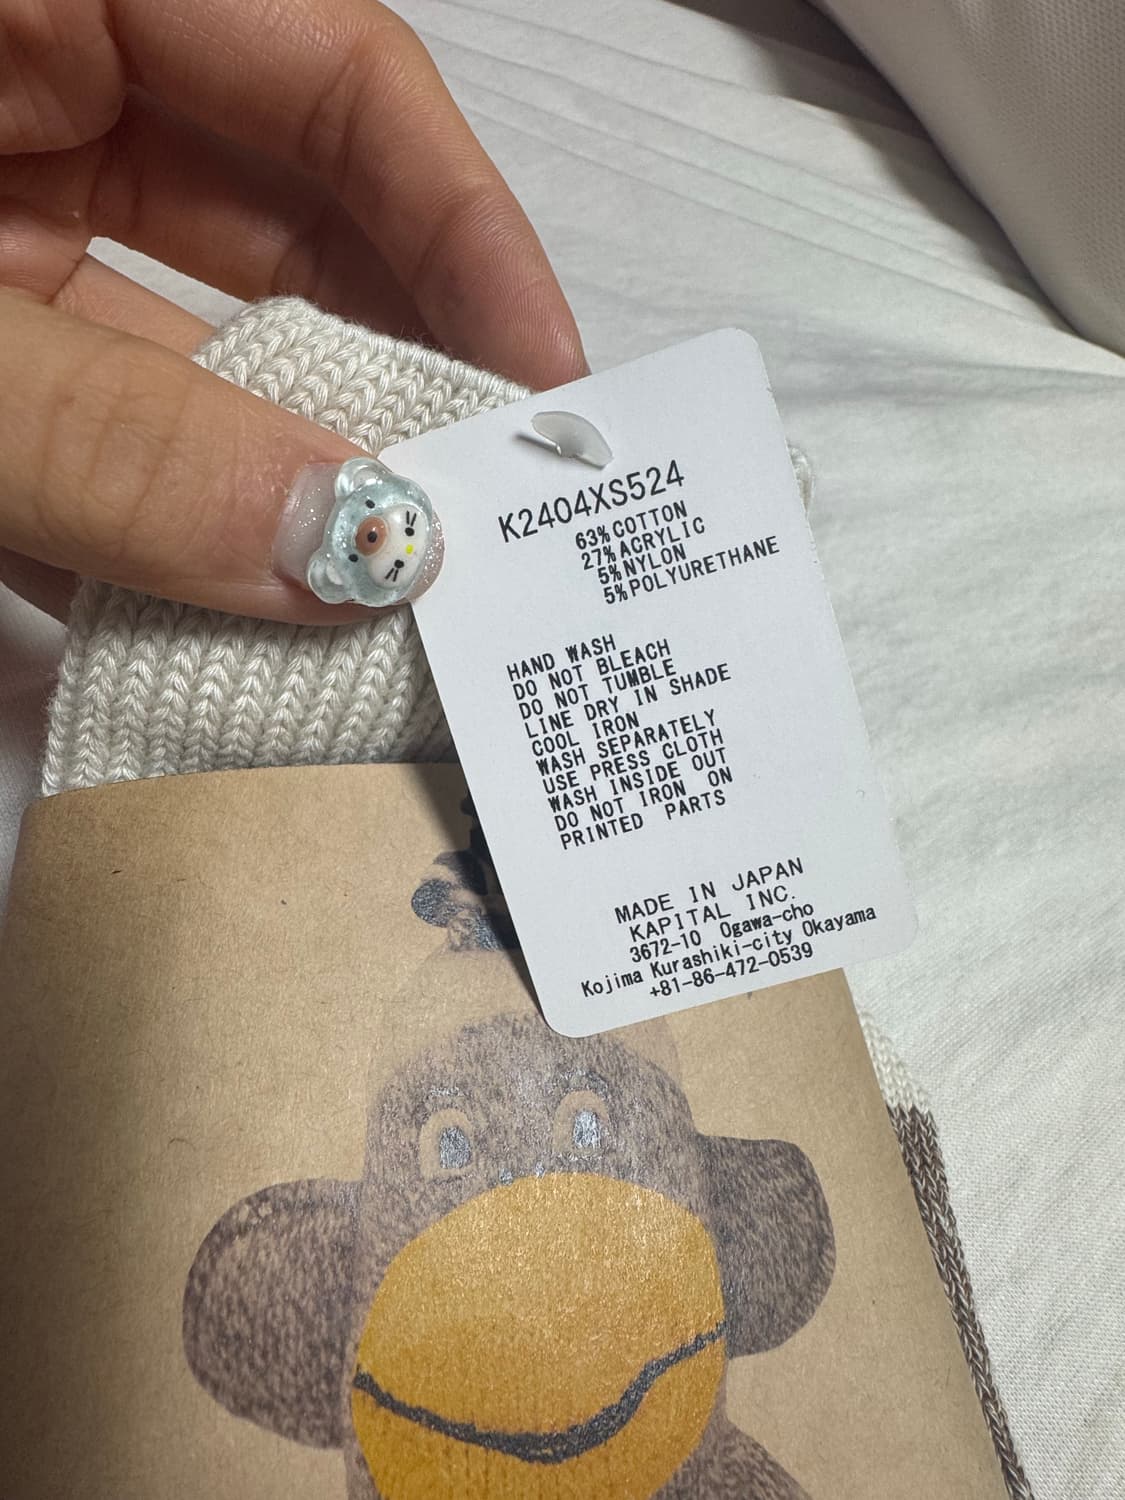 K2404XS524
63%COTTON
27%ACRYLIC
5%NYLON
5%POLYURETHANE
HAND WASH
DO NOT BLEACH
DO NOT TUMBLE
LINE DRY IN SHADE
COOL IRON
WASH SEPARATELY
USE PRESS CLOTH
WASH INSIDE OUT
DO NOT IRON ON
PRINTED PARTS
MADE IN JAPAN
KAPITAL INC.
3672-10 Ogawa-cho
Kojima Kurashiki-city Okayama
+81-86-472-0539